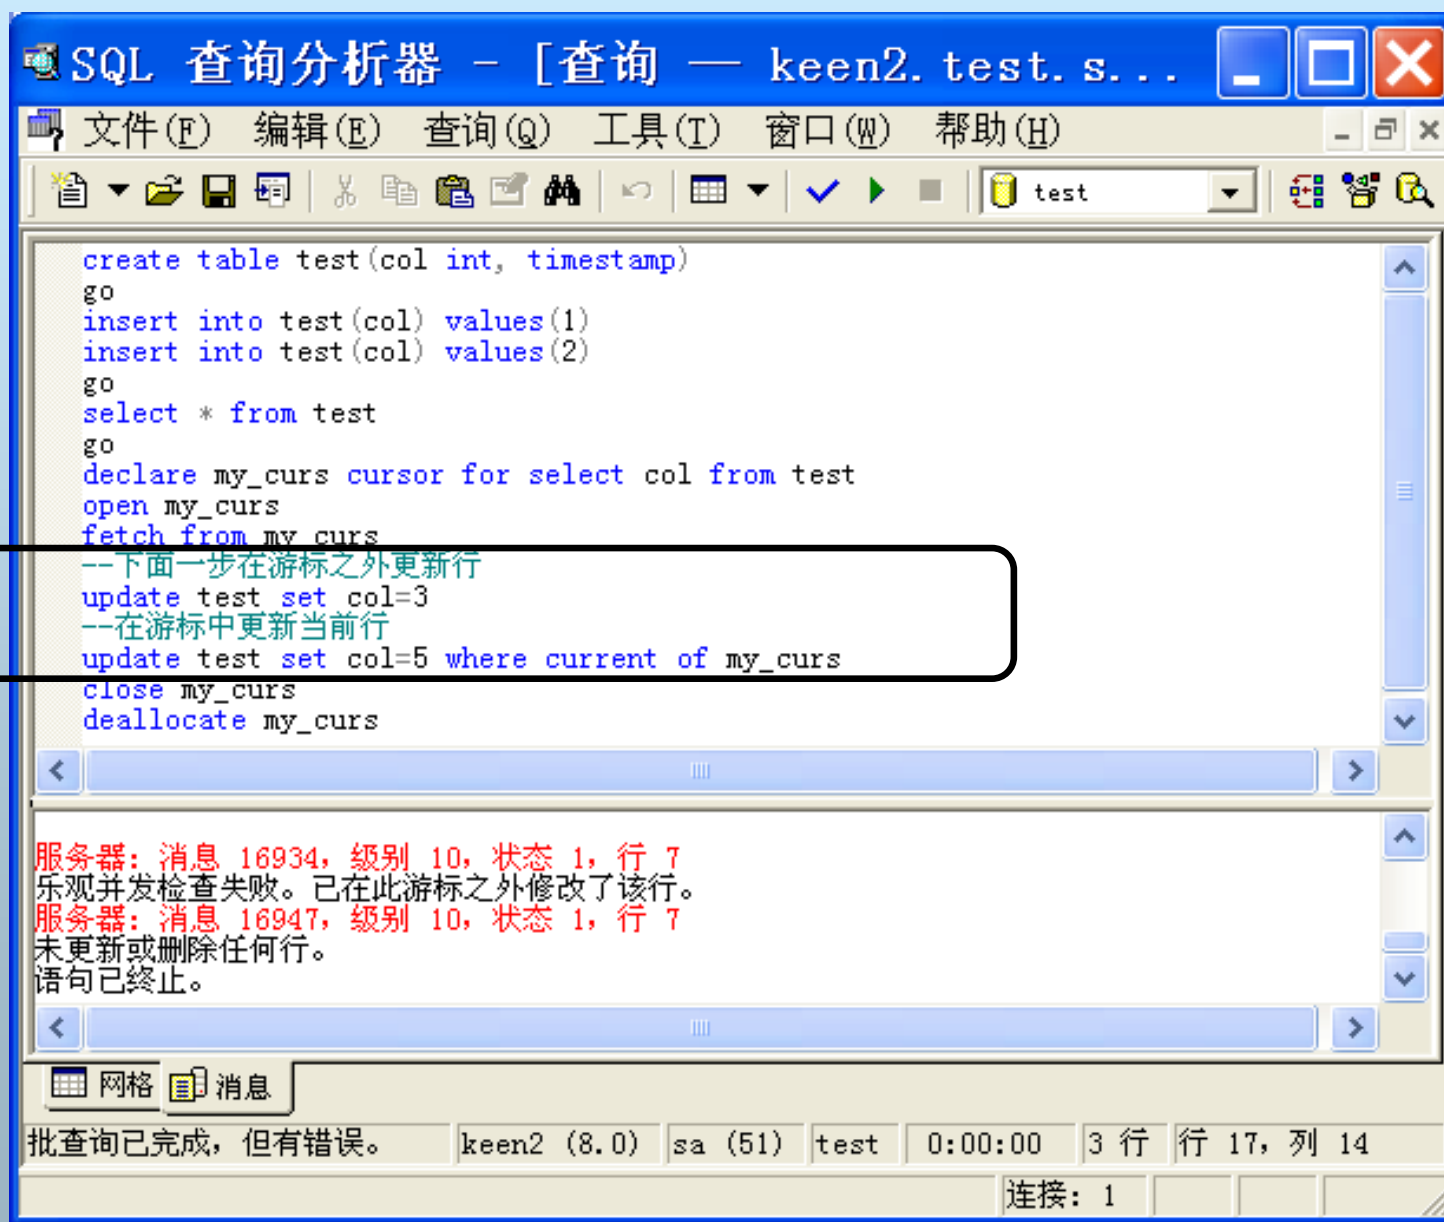 SQL 查询分析器 - [查询 — keen2.test.s...
文件(F) 编辑(E) 查询(Q) 工具(T) 窗口(W) 帮助(H)
test
create table test(col int, timestamp)
go
insert into test(col) values(1)
insert into test(col) values(2)
go
select * from test
go
declare my_curs cursor for select col from test
open my_curs
fetch from my_curs
--下面一步在游标之外更新行
update test set col=3
--在游标中更新当前行
update test set col=5 where current of my_curs
close my_curs
deallocate my_curs
服务器: 消息 16934，级别 10，状态 1，行 7
乐观并发检查失败。已在此游标之外修改了该行。
服务器: 消息 16947，级别 10，状态 1，行 7
未更新或删除任何行。
语句已终止。
网格 消息
批查询已完成，但有错误。 keen2 (8.0) sa (51) test 0:00:00 3 行 行 17，列 14
连接: 1